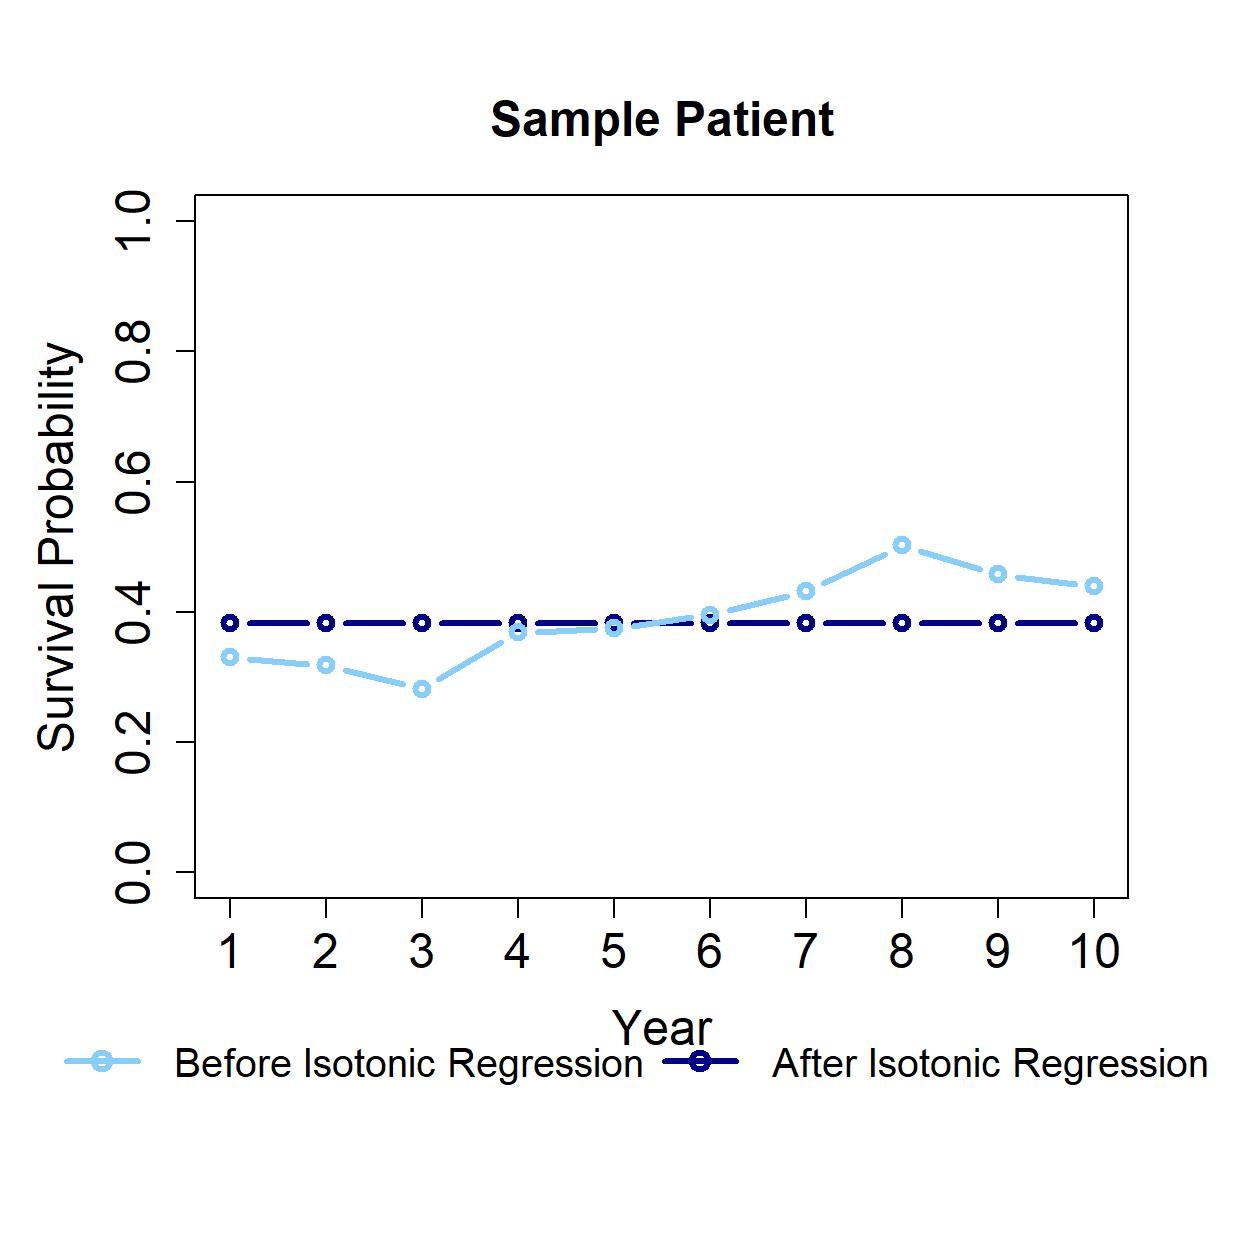 Sample Patient
Survival Probability
1.0
0.8
0.6
0.4
0.2
0.0
1 2 3 4 5 6 7 8 9 10
Year
Before Isotonic Regression After Isotonic Regression